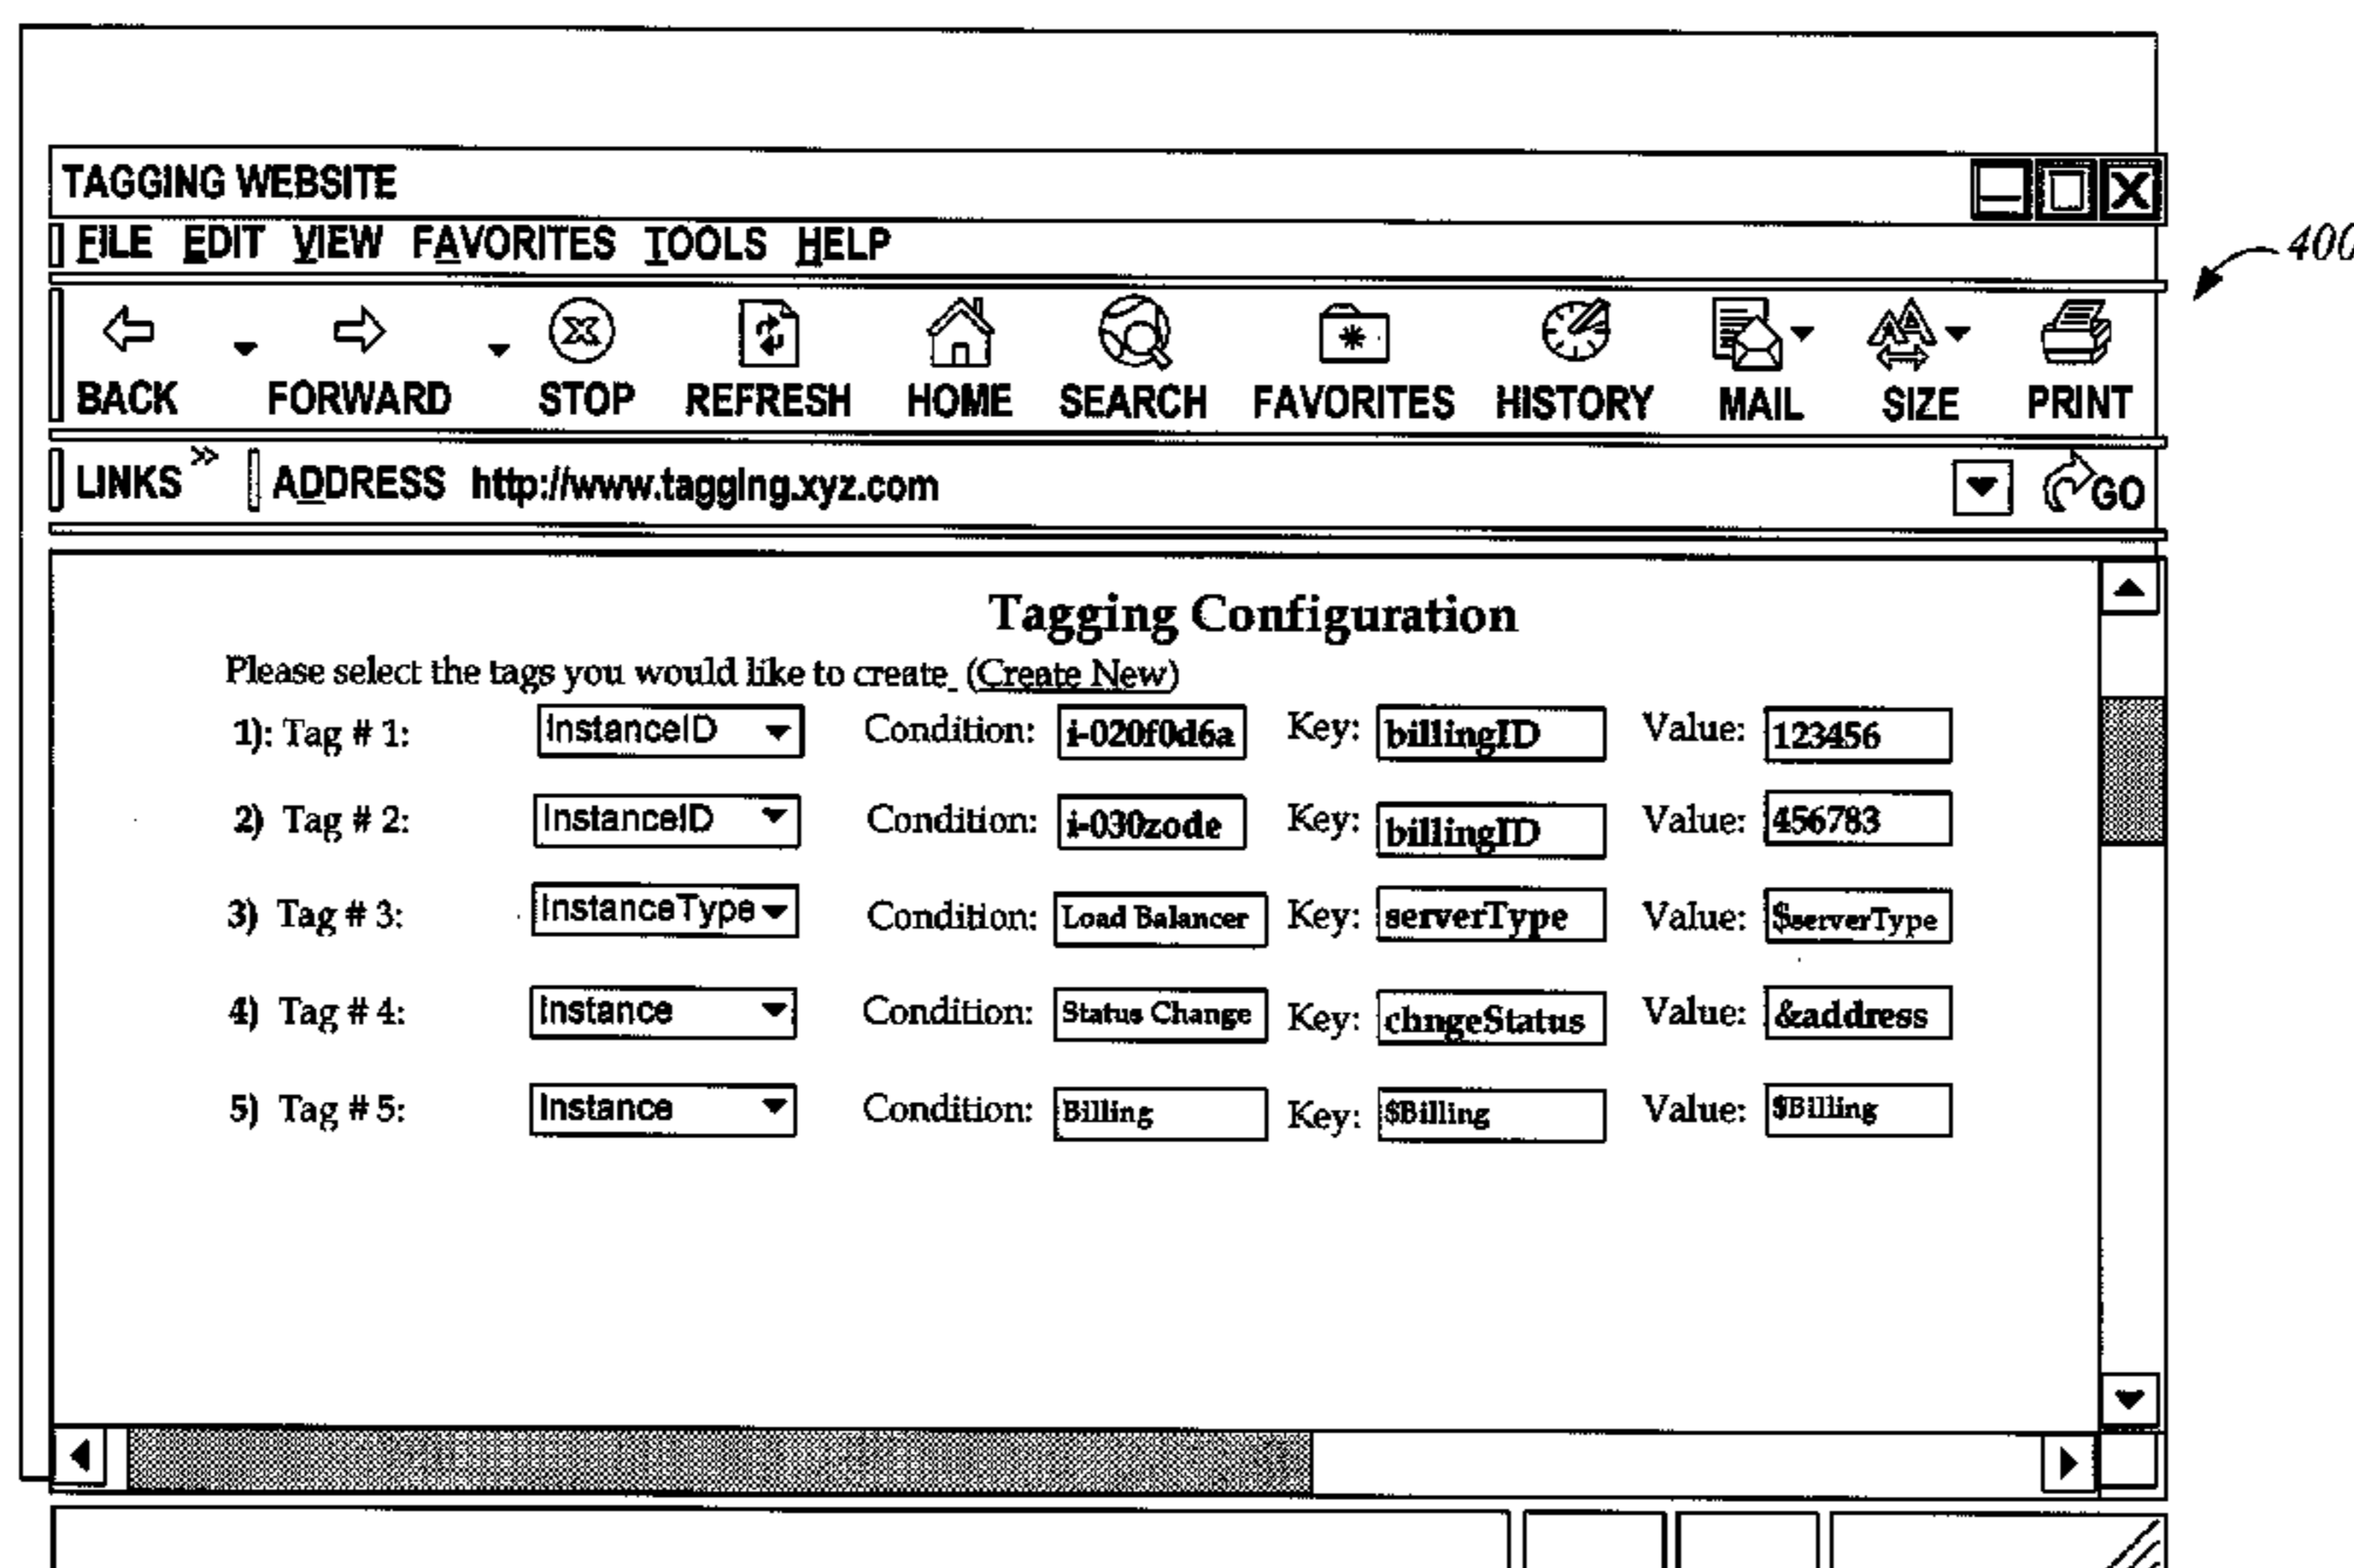 TAGGING WEBSITE
FILE EDIT VIEW FAVORITES TOOLS HELP
400
BACK FORWARD STOP REFRESH HOME SEARCH FAVORITES HISTORY MAIL SIZE PRINT
LINKS » ADDRESS http://www.tagging.xyz.com GO
Tagging Configuration
Please select the tags you would like to create (Create New)
1): Tag # 1: InstanceID Condition: i-020f0d6a Key: billingID Value: 123456
2) Tag # 2: InstanceID Condition: i-030zode Key: billingID Value: 456783
3) Tag # 3: InstanceType Condition: Load Balancer Key: serverType Value: $serverType
4) Tag # 4: Instance Condition: Status Change Key: chngeStatus Value: &address
5) Tag # 5: Instance Condition: Billing Key: $Billing Value: $Billing